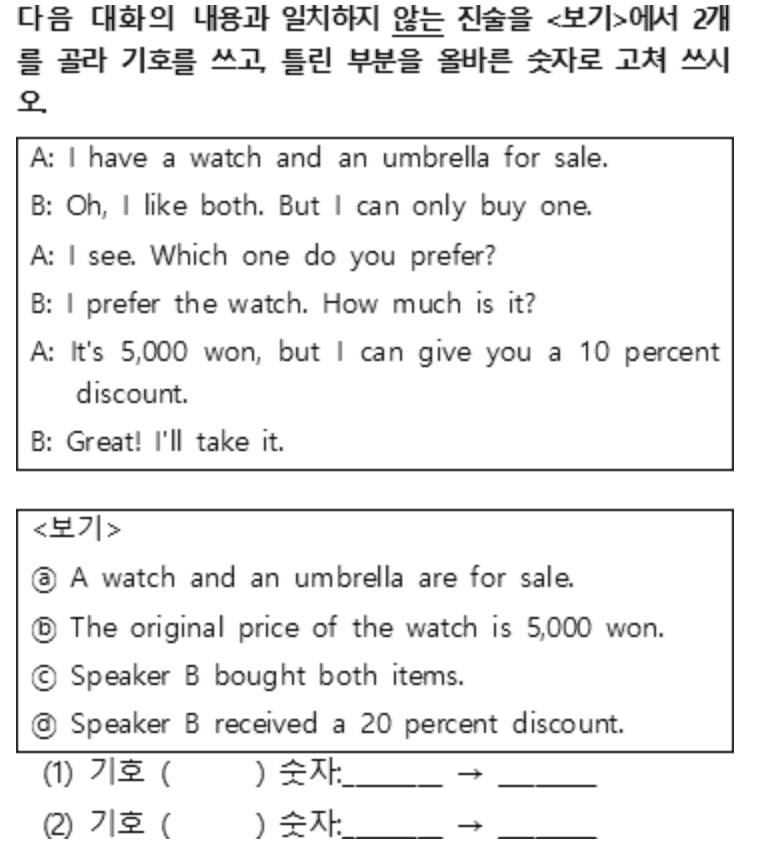 다음 대화의 내용과 일치하지 않는 진술을 <보기>에서 2개
를 골라 기호를 쓰고, 틀린 부분을 올바른 숫자로 고쳐 쓰시
오.
A: I have a watch and an umbrella for sale.
B: Oh, I like both. But I can only buy one.
A: I see. Which one do you prefer?
B: I prefer the watch. How much is it?
A: It's 5,000 won, but I can give you a 10 percent
discount.
B: Great! I'll take it.
<보기>
ⓐ A watch and an umbrella are for sale.
ⓑ The original price of the watch is 5,000 won.
ⓒ Speaker B bought both items.
ⓓ Speaker B received a 20 percent discount.
(1) 기호 ( ) 숫자:_______ → _______
(2) 기호 ( ) 숫자:_______ → _______